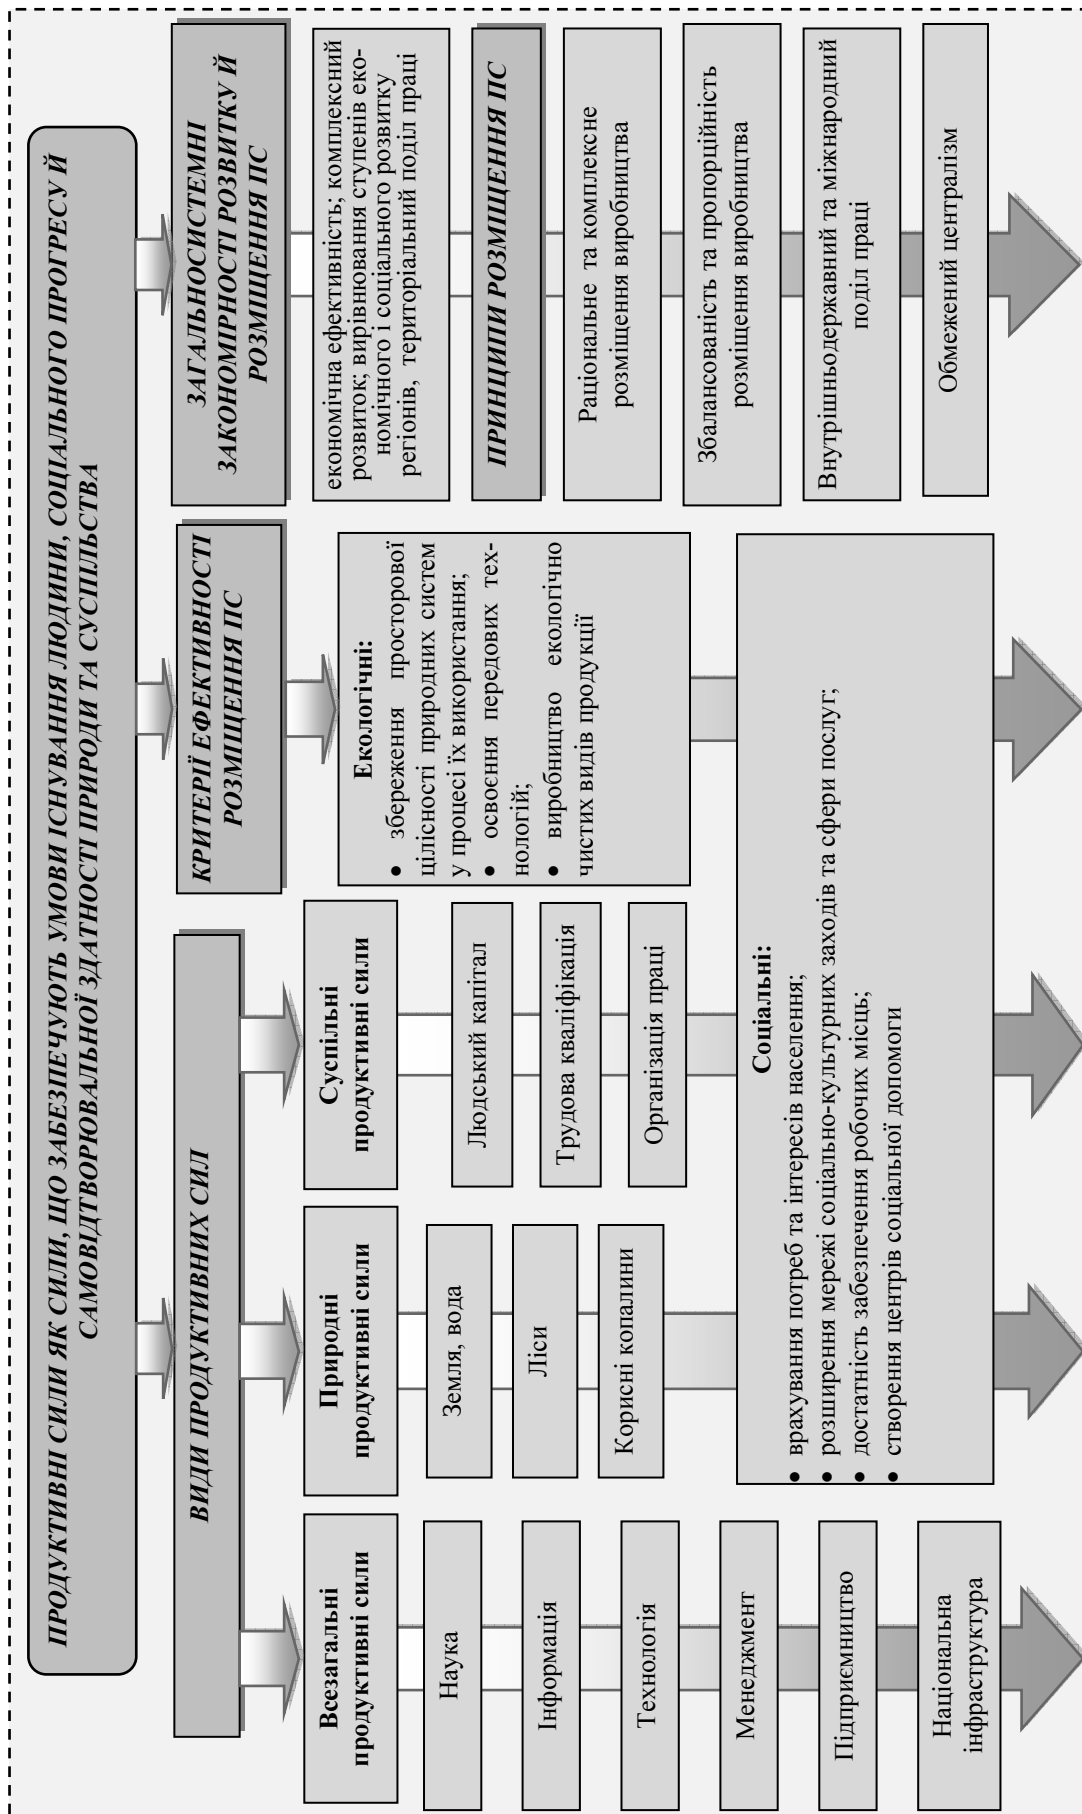 ПРОДУКТИВНІ СИЛИ ЯК СИЛИ, ЩО ЗАБЕЗПЕЧУЮТЬ УМОВИ ІСНУВАННЯ ЛЮДИНИ, СОЦІАЛЬНОГО ПРОГРЕСУ Й
САМОВІДТВОРЮВАЛЬНОЇ ЗДАТНОСТІ ПРИРОДИ ТА СУСПІЛЬСТВА
ВИДИ ПРОДУКТИВНИХ СИЛ
Всезагальні
продуктивні сили
Наука
Інформація
Технологія
Менеджмент
Підприємництво
Національна
інфраструктура
Природні
продуктивні сили
Земля, вода
Ліси
Корисні копалини
Суспільні
продуктивні сили
Людський капітал
Трудова кваліфікація
Організація праці
КРИТЕРІЇ ЕФЕКТИВНОСТІ
РОЗМІЩЕННЯ ПС
Екологічні:
• збереження просторової
цілісності природних систем
у процесі їх використання;
• освоєння передових тех-
нологій;
• виробництво екологічно
чистих видів продукції
Соціальні:
• врахування потреб та інтересів населення;
• розширення мережі соціально-культурних заходів та сфери послуг;
• достатність забезпечення робочих місць;
• створення центрів соціальної допомоги
ЗАГАЛЬНОСИСТЕМНІ
ЗАКОНОМІРНОСТІ РОЗВИТКУ Й
РОЗМІЩЕННЯ ПС
економічна ефективність; комплексний
розвиток; вирівнювання ступенів еко-
номічного і соціального розвитку
регіонів, територіальний поділ праці
ПРИНЦИПИ РОЗМІЩЕННЯ ПС
Раціональне та комплексне
розміщення виробництва
Збалансованість та пропорційність
розміщення виробництва
Внутрішньодержавний та міжнародний
поділ праці
Обмежений централізм